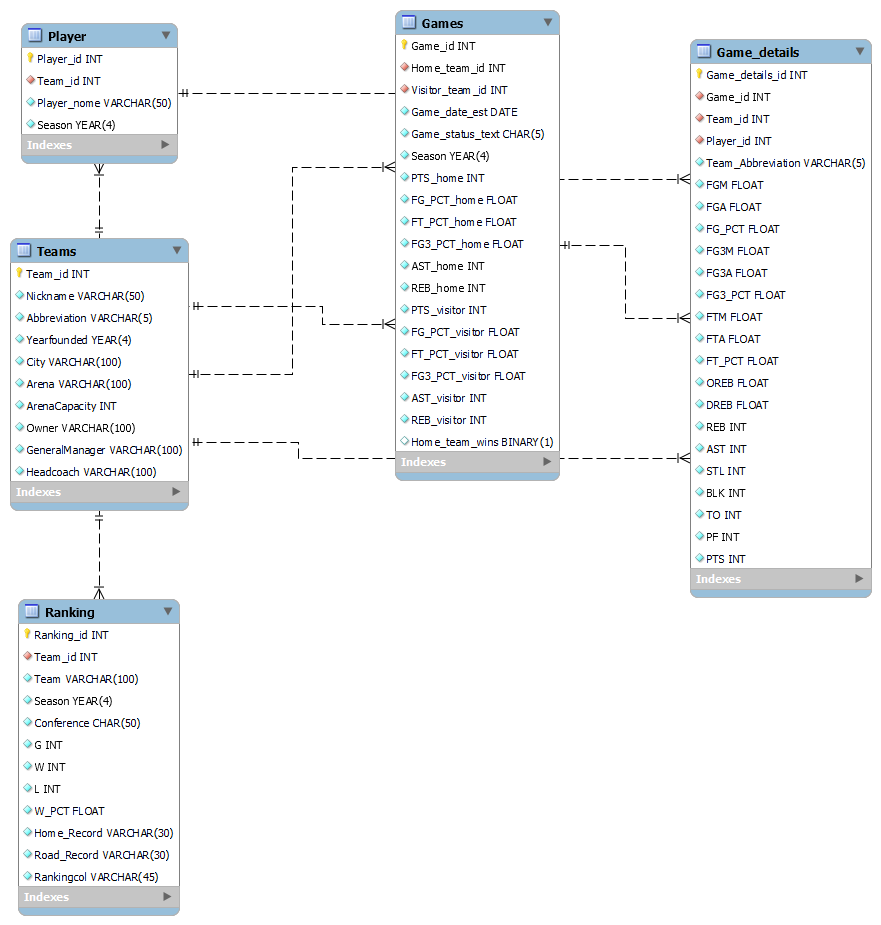 Player
Player_id INT
Team_id INT
Player_nome VARCHAR(50)
Season YEAR(4)
Indexes
Teams
Team_id INT
Nickname VARCHAR(50)
Abbreviation VARCHAR(5)
Yearfounded YEAR(4)
City VARCHAR(100)
Arena VARCHAR(100)
ArenaCapacity INT
Owner VARCHAR(100)
GeneralManager VARCHAR(100)
Headcoach VARCHAR(100)
Indexes
Ranking
Ranking_id INT
Team_id INT
Team VARCHAR(100)
Season YEAR(4)
Conference CHAR(50)
G INT
W INT
L INT
W_PCT FLOAT
Home_Record VARCHAR(30)
Road_Record VARCHAR(30)
Rankingcol VARCHAR(45)
Indexes
Games
Game_id INT
Home_team_id INT
Visitor_team_id INT
Game_date_est DATE
Game_status_text CHAR(5)
Season YEAR(4)
PTS_home INT
FG_PCT_home FLOAT
FT_PCT_home FLOAT
FG3_PCT_home FLOAT
AST_home INT
REB_home INT
PTS_visitor INT
FG_PCT_visitor FLOAT
FT_PCT_visitor FLOAT
FG3_PCT_visitor FLOAT
AST_visitor INT
REB_visitor INT
Home_team_wins BINARY(1)
Indexes
Game_details
Game_details_id INT
Game_id INT
Team_id INT
Player_id INT
Team_Abbreviation VARCHAR(5)
FGM FLOAT
FGA FLOAT
FG_PCT FLOAT
FG3M FLOAT
FG3A FLOAT
FG3_PCT FLOAT
FTM FLOAT
FTA FLOAT
FT_PCT FLOAT
OREB FLOAT
DREB FLOAT
REB INT
AST INT
STL INT
BLK INT
TO INT
PF INT
PTS INT
Indexes